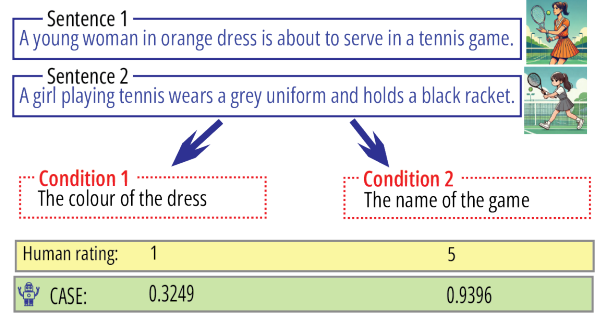 Sentence 1
A young woman in orange dress is about to serve in a tennis game.
Sentence 2
A girl playing tennis wears a grey uniform and holds a black racket.
Condition 1
The colour of the dress
Condition 2
The name of the game
Human rating: 1 5
CASE: 0.3249 0.9396